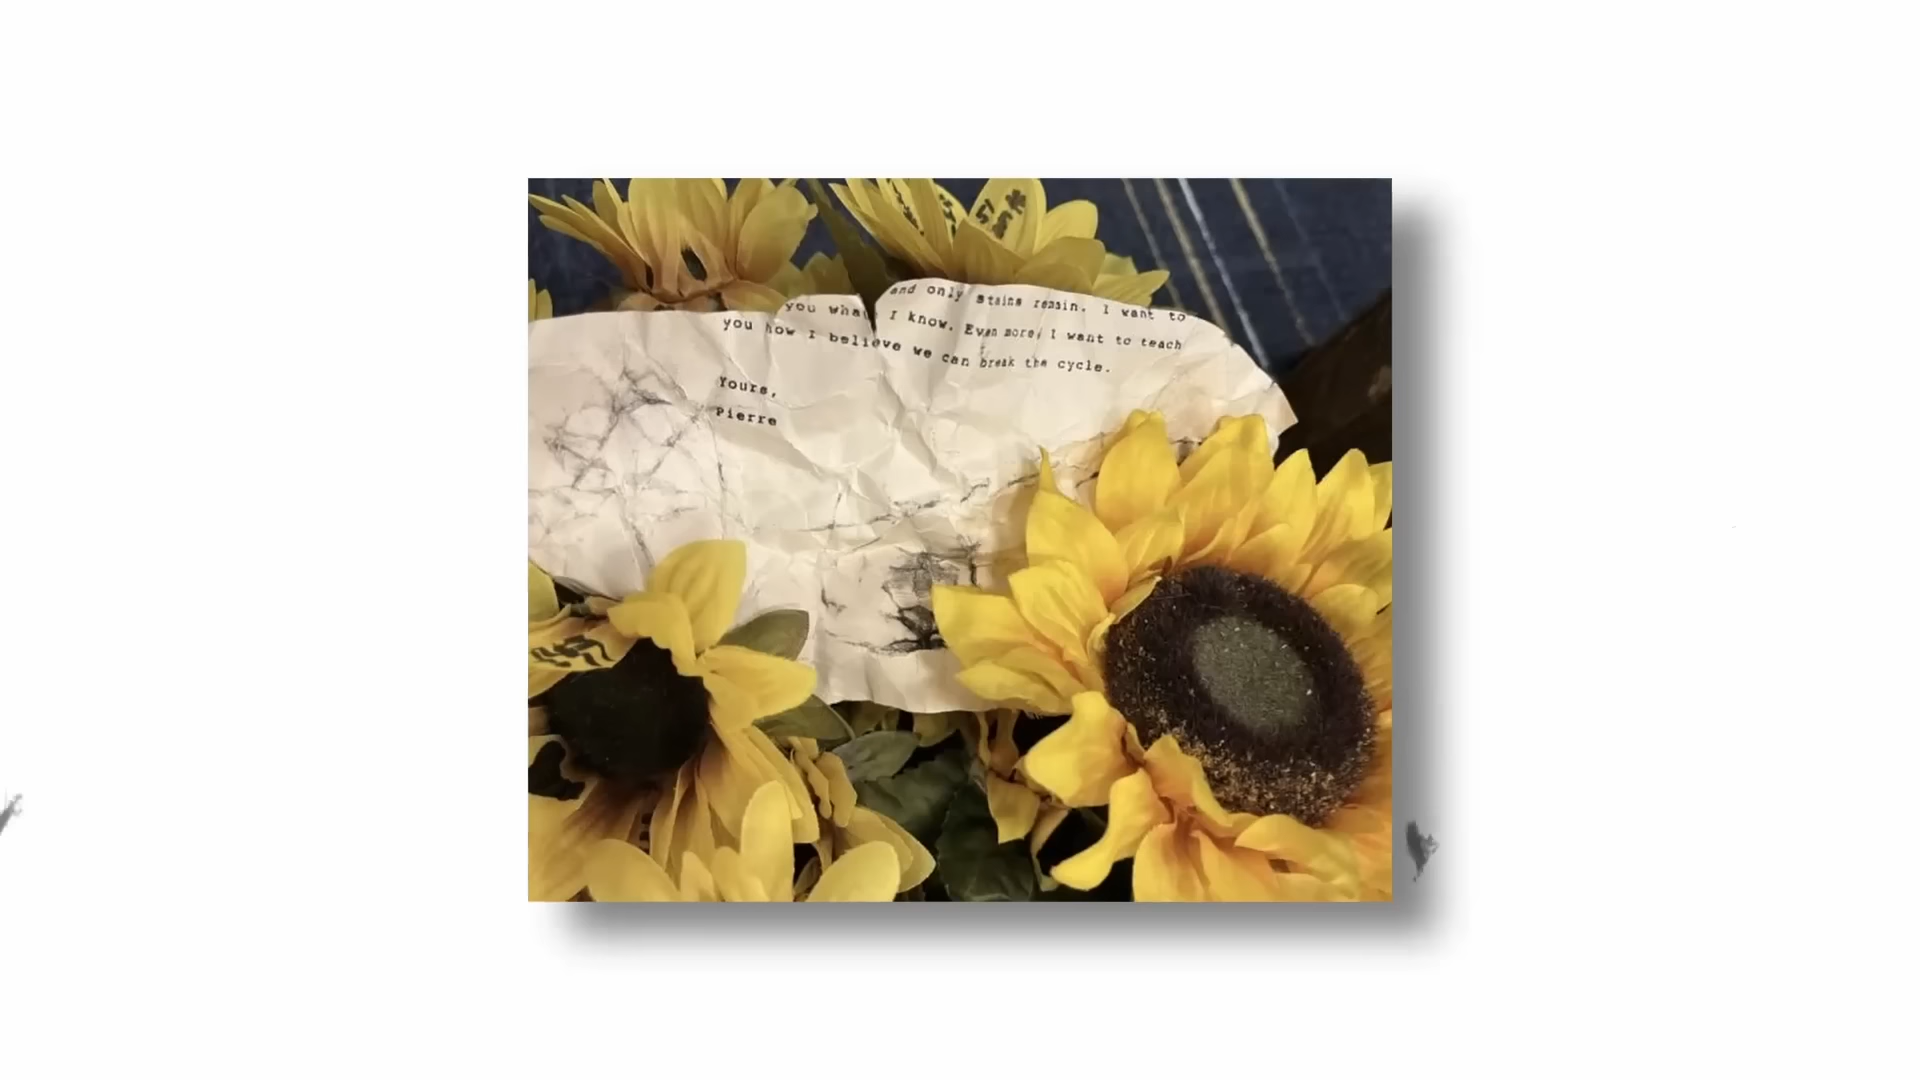 and only stains remain. I want to
you what I know. Even more, I want to teach
you how I believe we can break the cycle.
Yours,
Pierre